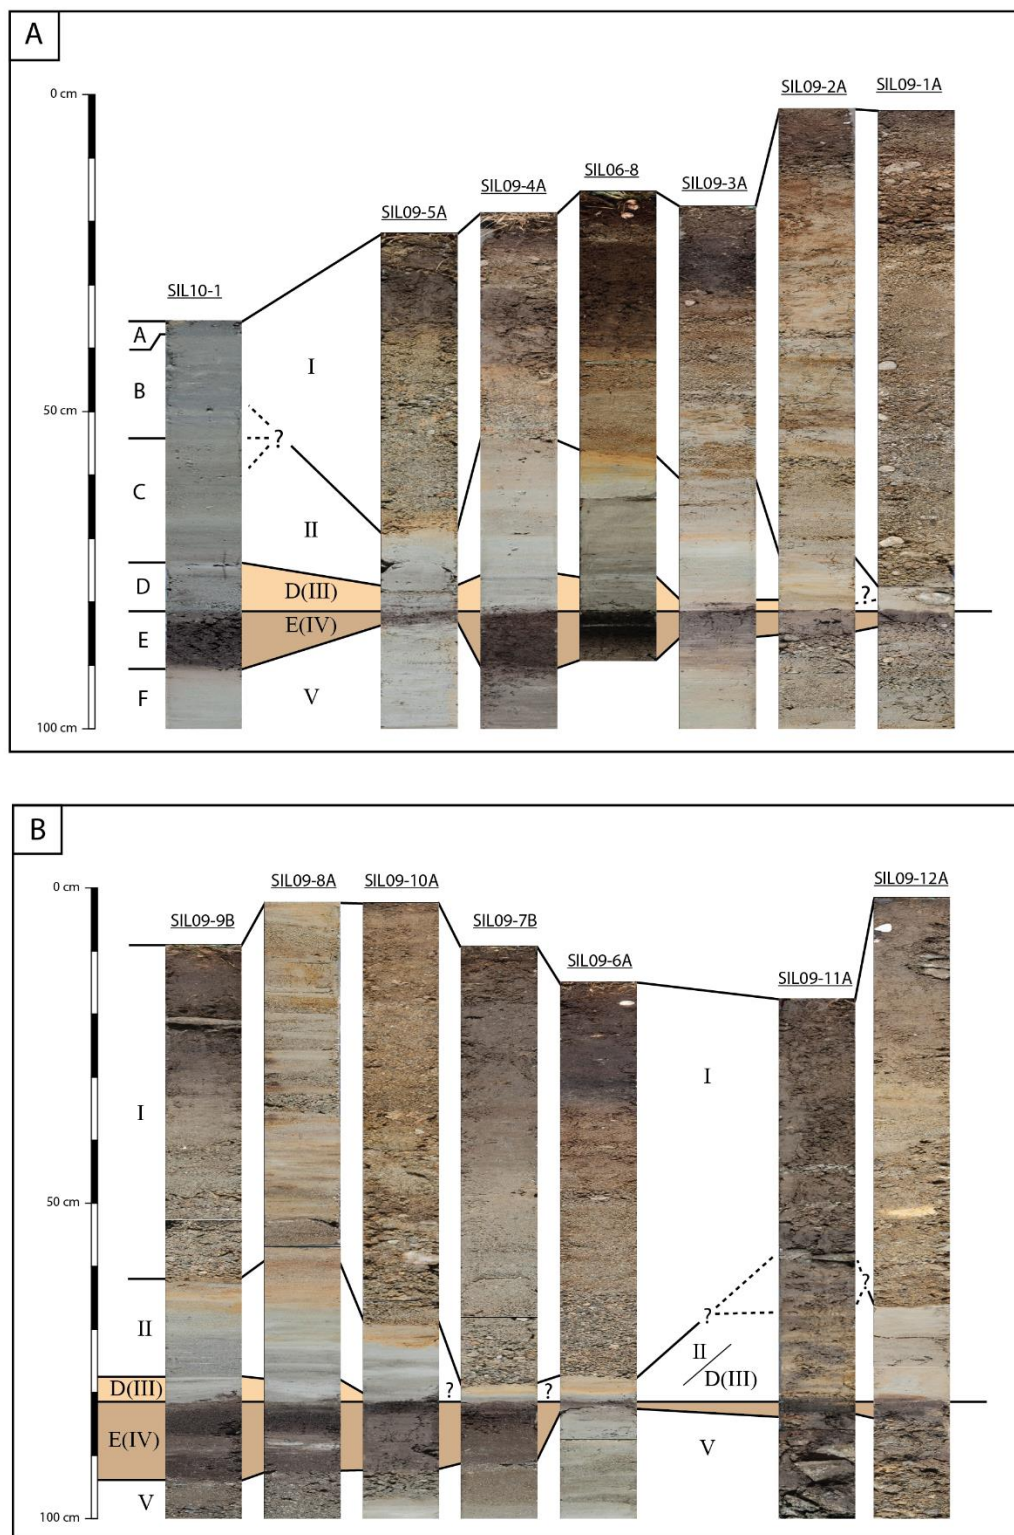 A
0 cm
SIL09-2A
SIL09-1A
SIL06-8
SIL09-4A
SIL09-3A
SIL09-5A
SIL10-1
A
I
B
50 cm
?
C
II
D
D(III)
?
E
E(IV)
F
V
100 cm
B
0 cm
SIL09-8A
SIL09-10A
SIL09-12A
SIL09-9B
SIL09-7B
SIL09-6A
SIL09-11A
I
I
50 cm
?
?
II
II
D(III)
D(III)
?
?
E(IV)
V
V
100 cm